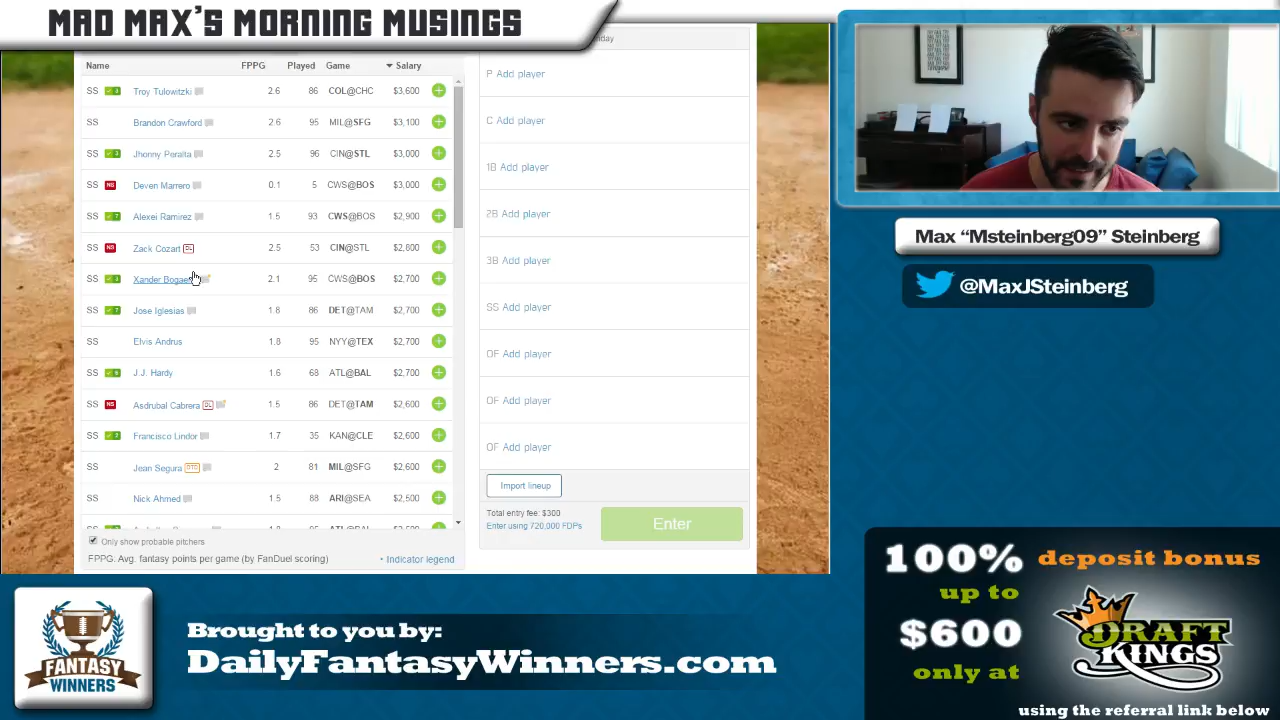 MAD MAX'S MORNING MUSINGS
Name FPPG Played Game Salary
SS 3 Troy Tulowitzki 2.6 86 COL@CHC $3,600
SS Brandon Crawford 2.6 95 MIL@SFG $3,100
SS 3 Jhonny Peralta 2.5 96 CIN@STL $3,000
SS NS Deven Marrero 0.1 5 CWS@BOS $3,000
SS 7 Alexei Ramirez 1.5 93 CWS@BOS $2,900
SS NS Zack Cozart DL 2.5 53 CIN@STL $2,800
SS 3 Xander 2.1 95 CWS@BOS $2,700
SS 7 Jose Iglesias 1.8 86 DET@TAM $2,700
SS Elvis Andrus 1.8 95 NYY@TEX $2,700
SS J.J. Hardy 1.6 68 ATL@BAL $2,700
SS NS Asdrubal Cabrera DL 1.5 86 DET@TAM $2,600
SS Francisco Lindor 1.7 35 KAN@CLE $2,600
SS Jean Segura DTD 2 81 MIL@SFG $2,600
SS Nick Ahmed 1.5 88 ARI@SEA $2,500
Only show probable pitchers
FPPG: Avg. fantasy points per game (by FanDuel scoring)
Indicator legend
P Add player
C Add player
1B Add player
2B Add player
3B Add player
SS Add player
OF Add player
OF Add player
OF Add player
Import lineup
Total entry fee: $300
Enter using 720,000 FDPs
Enter
Max "Msteinberg09" Steinberg
@MaxJSteinberg
FANTASY
WINNERS
Brought to you by:
DailyFantasyWinners.com
100% deposit bonus
up to
$600
only at
DRAFT
KINGS
using the referral link below